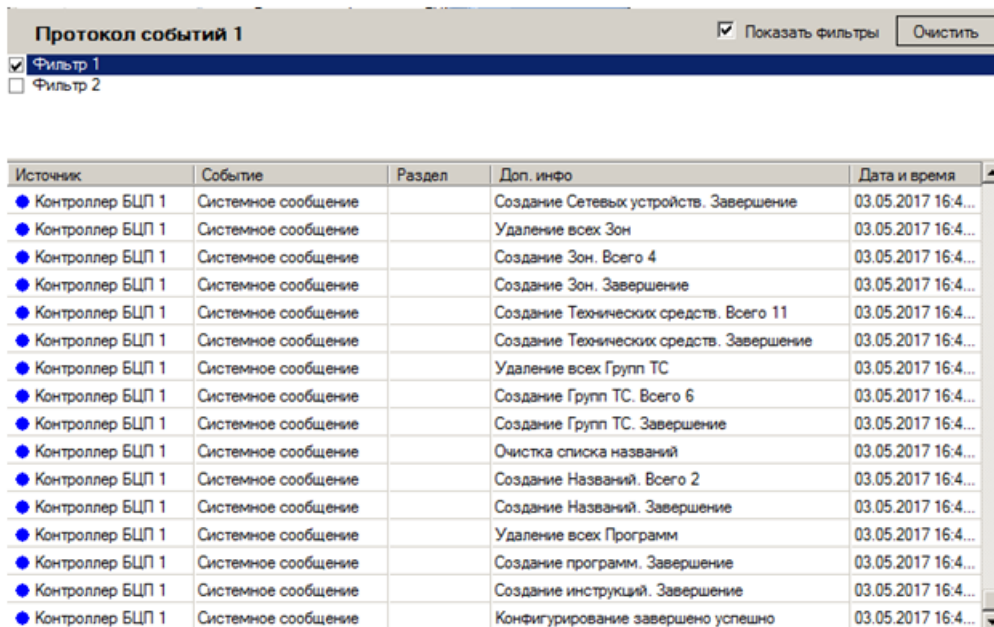 Протокол событий 1 Показать фильтры Очистить
Фильтр 1
Фильтр 2
Источник Событие Раздел Доп. инфо Дата и время
Контроллер БЦП 1 Системное сообщение Создание Сетевых устройств. Завершение 03.05.2017 16:4...
Контроллер БЦП 1 Системное сообщение Удаление всех Зон 03.05.2017 16:4...
Контроллер БЦП 1 Системное сообщение Создание Зон. Всего 4 03.05.2017 16:4...
Контроллер БЦП 1 Системное сообщение Создание Зон. Завершение 03.05.2017 16:4...
Контроллер БЦП 1 Системное сообщение Создание Технических средств. Всего 11 03.05.2017 16:4...
Контроллер БЦП 1 Системное сообщение Создание Технических средств. Завершение 03.05.2017 16:4...
Контроллер БЦП 1 Системное сообщение Удаление всех Групп ТС 03.05.2017 16:4...
Контроллер БЦП 1 Системное сообщение Создание Групп ТС. Всего 6 03.05.2017 16:4...
Контроллер БЦП 1 Системное сообщение Создание Групп ТС. Завершение 03.05.2017 16:4...
Контроллер БЦП 1 Системное сообщение Очистка списка названий 03.05.2017 16:4...
Контроллер БЦП 1 Системное сообщение Создание Названий. Всего 2 03.05.2017 16:4...
Контроллер БЦП 1 Системное сообщение Создание Названий. Завершение 03.05.2017 16:4...
Контроллер БЦП 1 Системное сообщение Удаление всех Программ 03.05.2017 16:4...
Контроллер БЦП 1 Системное сообщение Создание программ. Завершение 03.05.2017 16:4...
Контроллер БЦП 1 Системное сообщение Создание инструкций. Завершение 03.05.2017 16:4...
Контроллер БЦП 1 Системное сообщение Конфигурирование завершено успешно 03.05.2017 16:4...